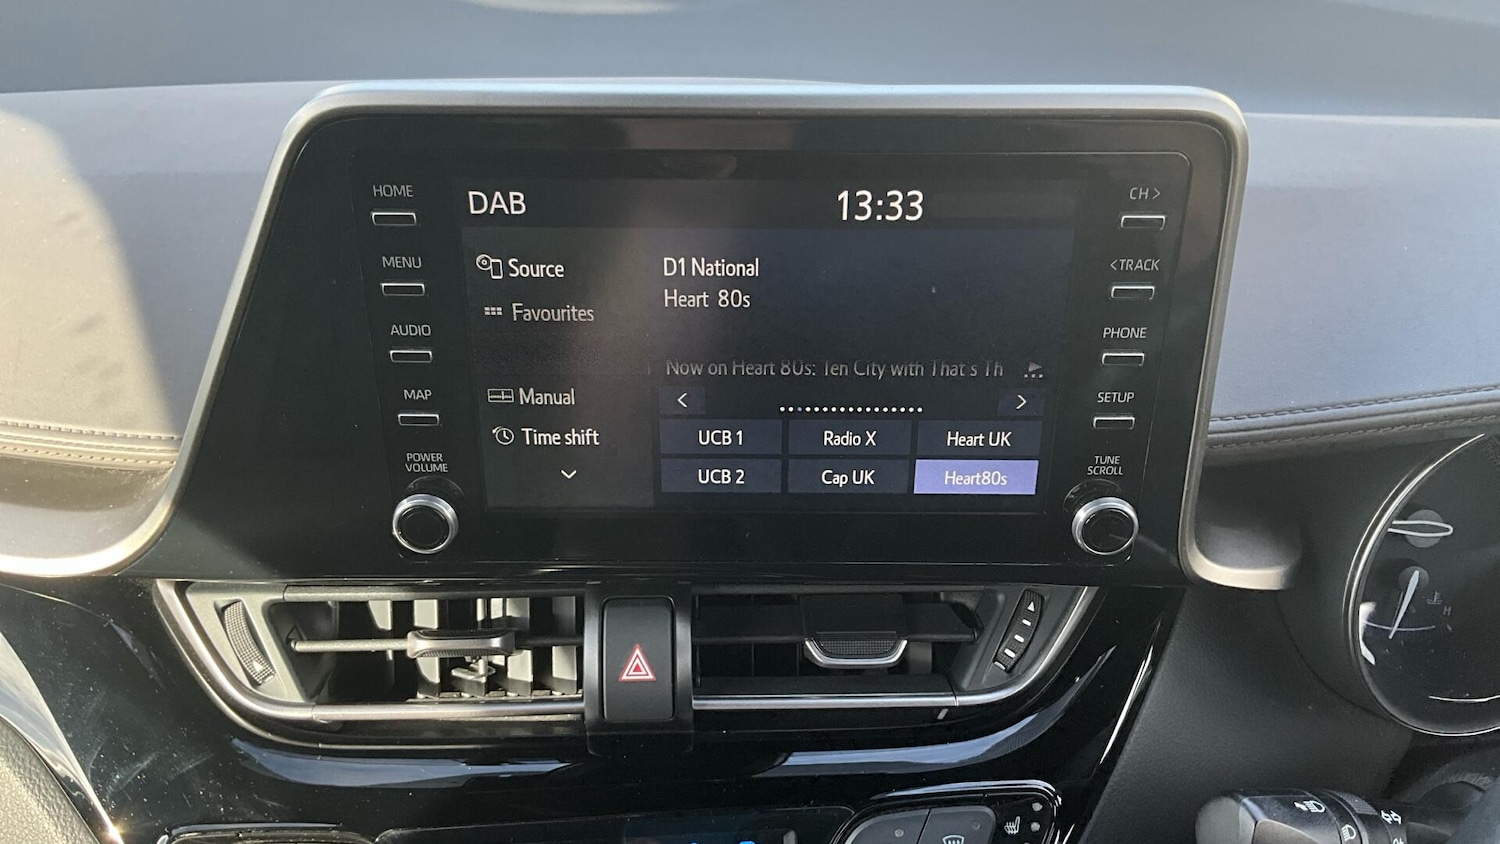 HOME
MENU
AUDIO
MAP
POWER
VOLUME
DAB
13:33
Source
Favourites
Manual
Time shift
D1 National
Heart 80s
Now on Heart 80s: Ten City with That's Th
<
>
UCB 1
Radio X
Heart UK
UCB 2
Cap UK
Heart80s
CH >
<TRACK
PHONE
SETUP
TUNE
SCROLL
H